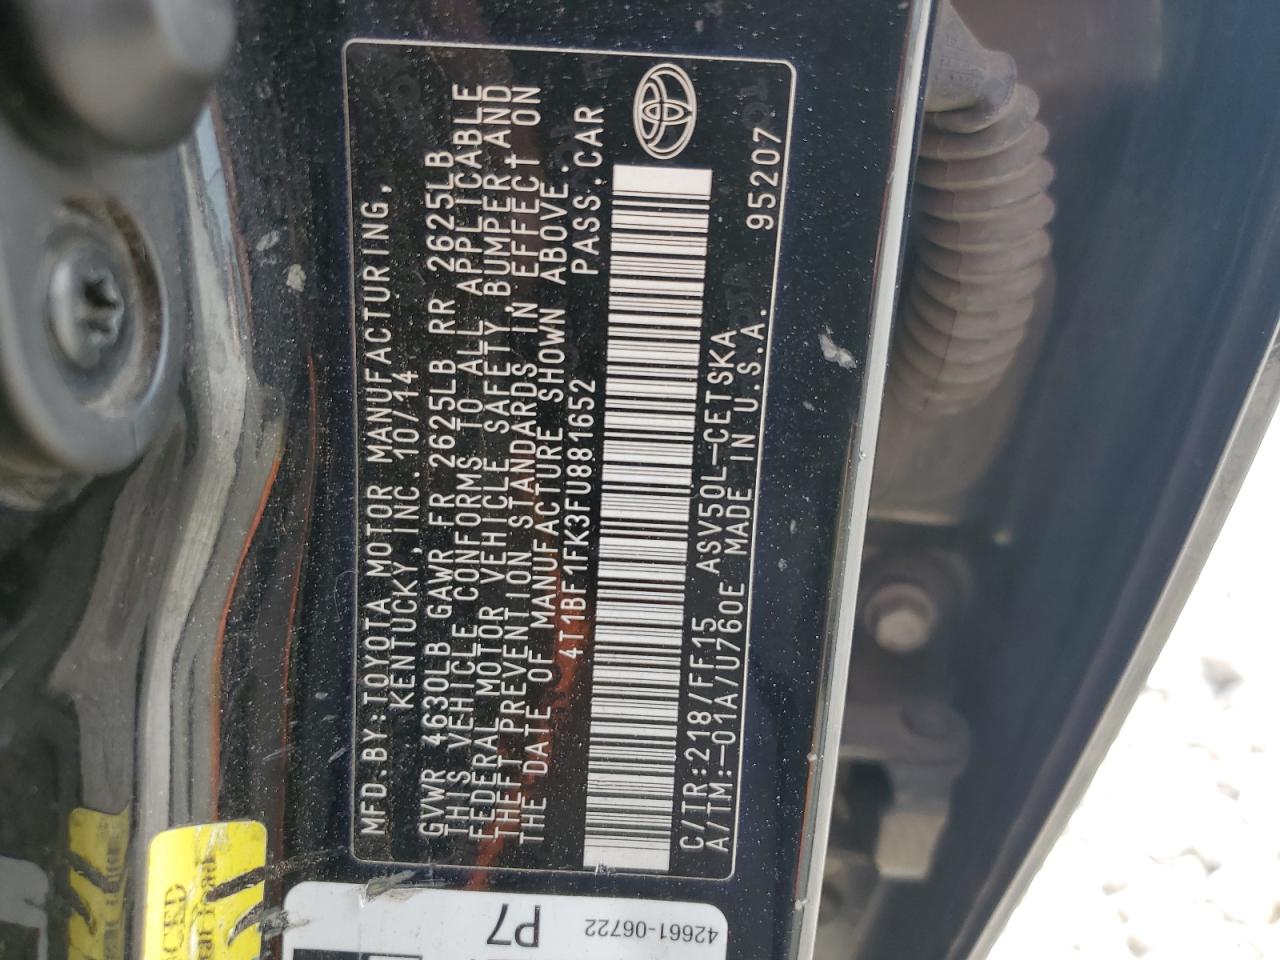 MFD.BY:TOYOTA MOTOR MANUFACTURING,
KENTUCKY,INC. 10/14
GVWR 4630LB GAWR FR 2625LB RR 2625LB
THIS VEHICLE CONFORMS TO ALL APPLICABLE
FEDERAL MOTOR VEHICLE SAFETY, BUMPER, AND
THEFT PREVENTION STANDARDS IN EFFECT ON
THE DATE OF MANUFACTURE SHOWN ABOVE.
4T1BF1FK3FU881652 PASS.CAR
C/TR:218/FF15 ASV50L-CETSKA
A/TM:-01A/U760E MADE IN U.S.A.
95207
P7
42661-06722